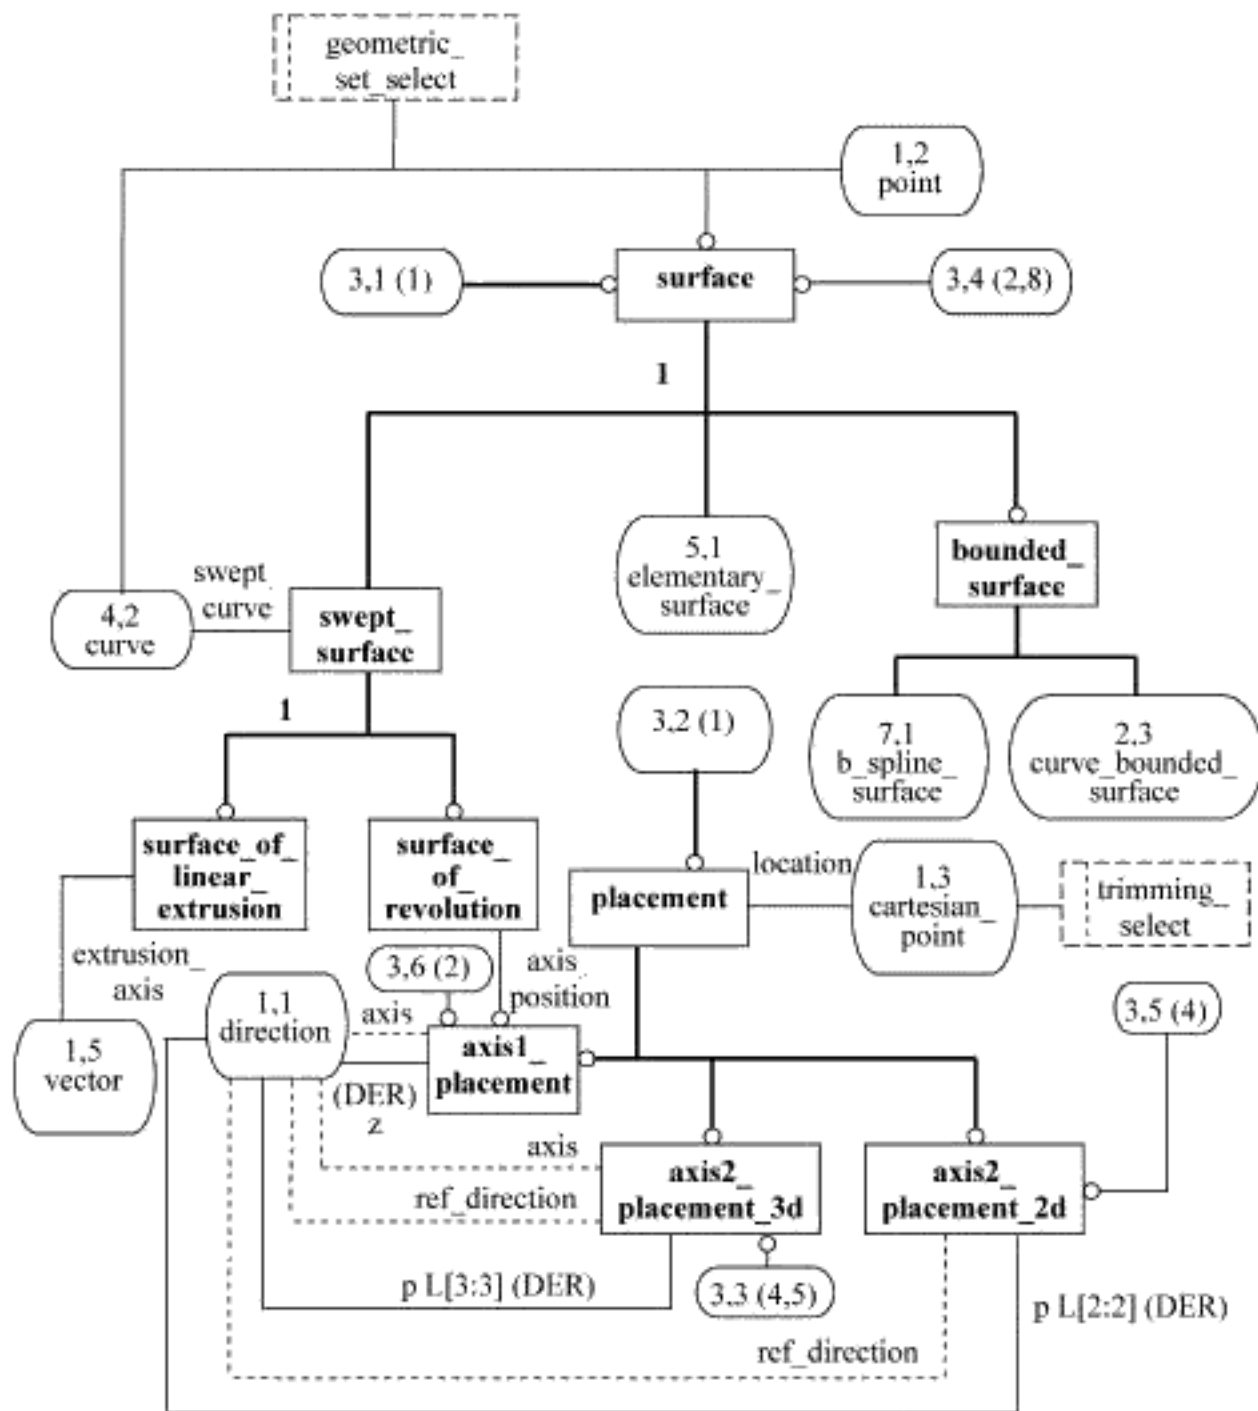 geometric_
set_select
1,2
point
3,1 (1)
surface
3,4 (2,8)
1
5,1
elementary_
surface
bounded_
surface
swept_
curve
4,2
curve
swept_
surface
1
3,2 (1)
7,1
b_spline_
surface
2,3
curve_bounded_
surface
surface_of_
linear_
extrusion
surface_
of_
revolution
placement
location
1,3
cartesian_
point
trimming_
select
extrusion_
axis
3,6 (2)
axis_
position
3,5 (4)
1,1
direction
axis
axis1_
placement
1,5
vector
(DER)
z
axis
axis2_
placement_3d
axis2_
placement_2d
ref_direction
p L[3:3] (DER)
3,3 (4,5)
p L[2:2] (DER)
ref_direction